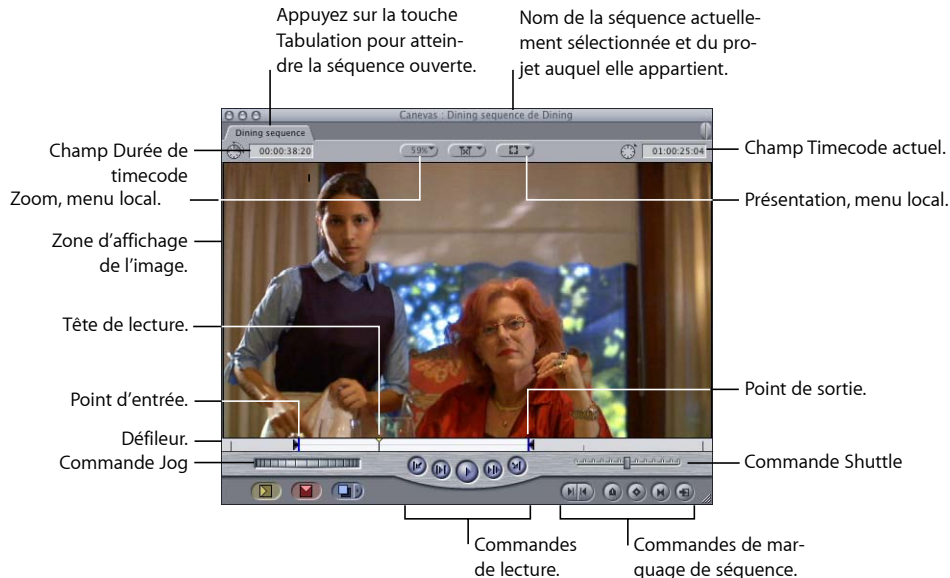 Appuyez sur la touche
Tabulation pour attein-
dre la séquence ouverte.
Nom de la séquence actuelle-
ment sélectionnée et du pro-
jet auquel elle appartient.
Canevas : Dining sequence de Dining
Dining sequence
00:00:38:20
59%
01:00:25:04
Champ Durée de
timecode
Zoom, menu local.
Zone d’affichage
de l’image.
Tête de lecture.
Point d’entrée.
Défileur.
Commande Jog
Champ Timecode actuel.
Présentation, menu local.
Point de sortie.
Commande Shuttle
Commandes
de lecture.
Commandes de mar-
quage de séquence.